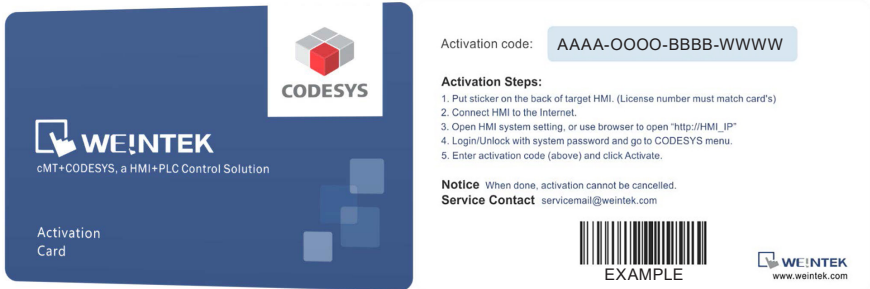 CODESYS
WEINTEK
cMT+CODESYS, a HMI+PLC Control Solution
Activation
Card
Activation code: AAAA-OOOO-BBBB-WWWW
Activation Steps:
1. Put sticker on the back of target HMI. (License number must match card's)
2. Connect HMI to the Internet.
3. Open HMI system setting, or use browser to open “http://HMI_IP”
4. Login/Unlock with system password and go to CODESYS menu.
5. Enter activation code (above) and click Activate.
Notice When done, activation cannot be cancelled.
Service Contact servicemail@weintek.com
EXAMPLE
WEINTEK
www.weintek.com